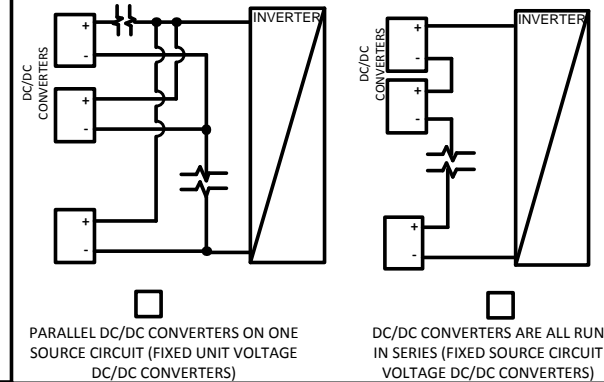 INVERTER
DC/DC
CONVERTERS
+
-
+
-
+
-
PARALLEL DC/DC CONVERTERS ON ONE
SOURCE CIRCUIT (FIXED UNIT VOLTAGE
DC/DC CONVERTERS)
INVERTER
DC/DC
CONVERTERS
+
-
+
-
+
-
DC/DC CONVERTERS ARE ALL RUN
IN SERIES (FIXED SOURCE CIRCUIT
VOLTAGE DC/DC CONVERTERS)